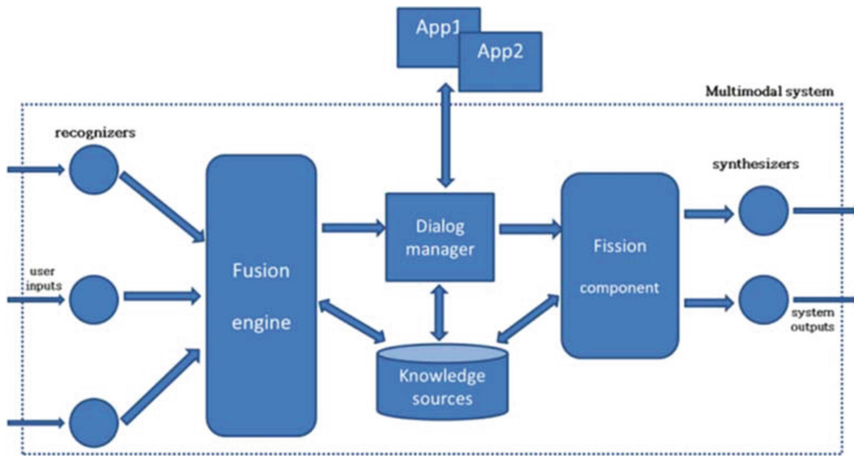 App1
App2
Multimodal system
recognizers
synthesizers
Dialog
manager
Fission
component
Fusion
engine
user
inputs
system
outputs
Knowledge
sources